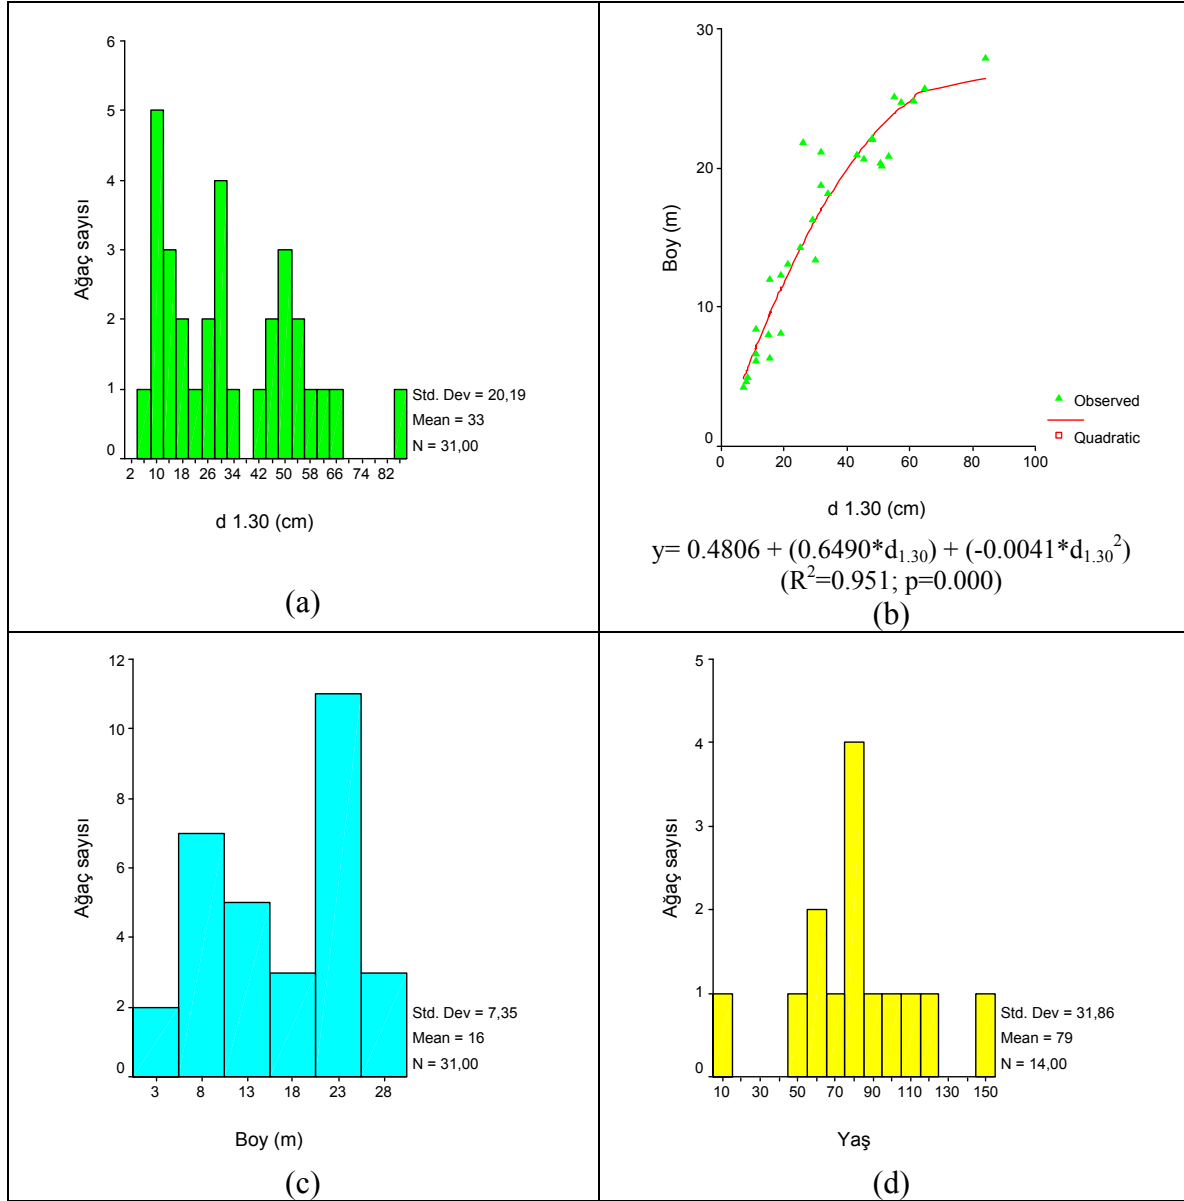 6
5
4
3
2
1
0
Ağaç sayısı
2 10 18 26 34 42 50 58 66 74 82
d 1.30 (cm)
Std. Dev = 20,19
Mean = 33
N = 31,00
(a)
30
20
10
0
Boy (m)
0 20 40 60 80 100
d 1.30 (cm)
Observed
Quadratic
y= 0.4806 + (0.6490*d1.30) + (-0.0041*d1.30²)
(R²=0.951; p=0.000)
(b)
12
10
8
6
4
2
0
Ağaç sayısı
3 8 13 18 23 28
Boy (m)
Std. Dev = 7,35
Mean = 16
N = 31,00
(c)
5
4
3
2
1
0
Ağaç sayısı
10 30 50 70 90 110 130 150
Yaş
Std. Dev = 31,86
Mean = 79
N = 14,00
(d)